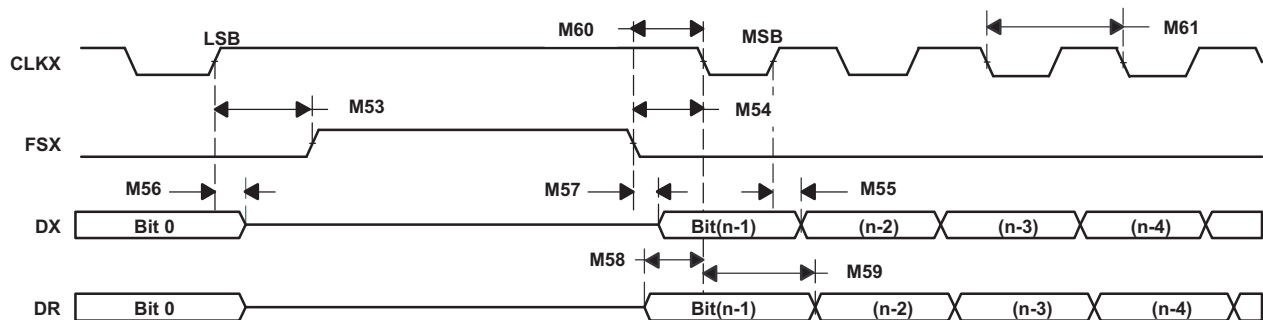 M60
M61
LSB
MSB
CLKX
M53
M54
FSX
M56
M57
M55
DX
Bit 0
Bit(n-1)
(n-2)
(n-3)
(n-4)
M58
M59
DR
Bit 0
Bit(n-1)
(n-2)
(n-3)
(n-4)